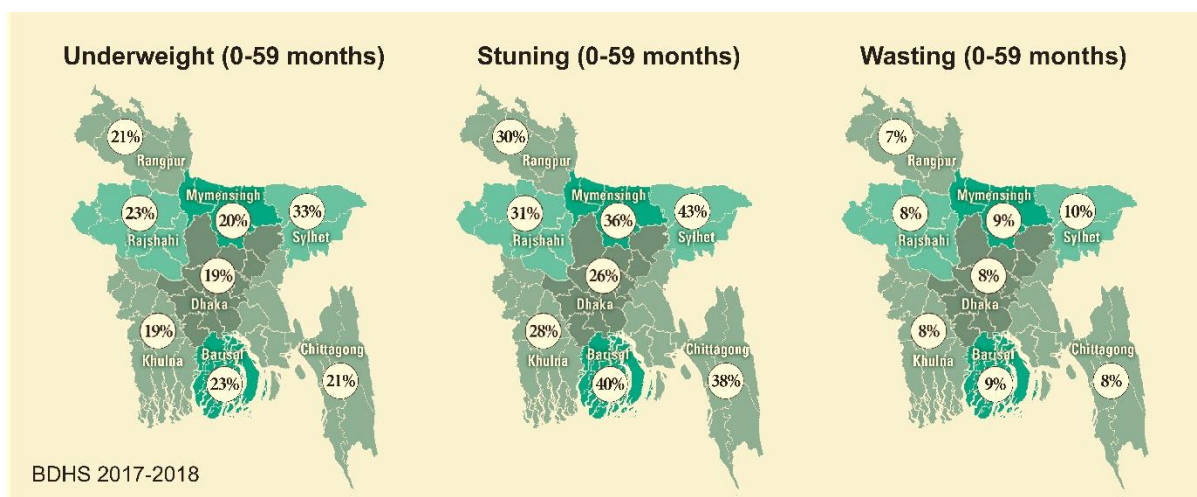 Underweight (0-59 months)
21%
Rangpur
Mymensingh
23%
20%
33%
Rajshahi
Sylhet
19%
Dhaka
19%
Khulna
Barisal
23%
Chittagong
21%
Stuning (0-59 months)
30%
Rangpur
Mymensingh
31%
36%
43%
Rajshahi
Sylhet
26%
Dhaka
28%
Khulna
Barisal
40%
Chittagong
38%
Wasting (0-59 months)
7%
Rangpur
Mymensingh
8%
9%
10%
Rajshahi
Sylhet
8%
Dhaka
8%
Khulna
Barisal
9%
Chittagong
8%
BDHS 2017-2018